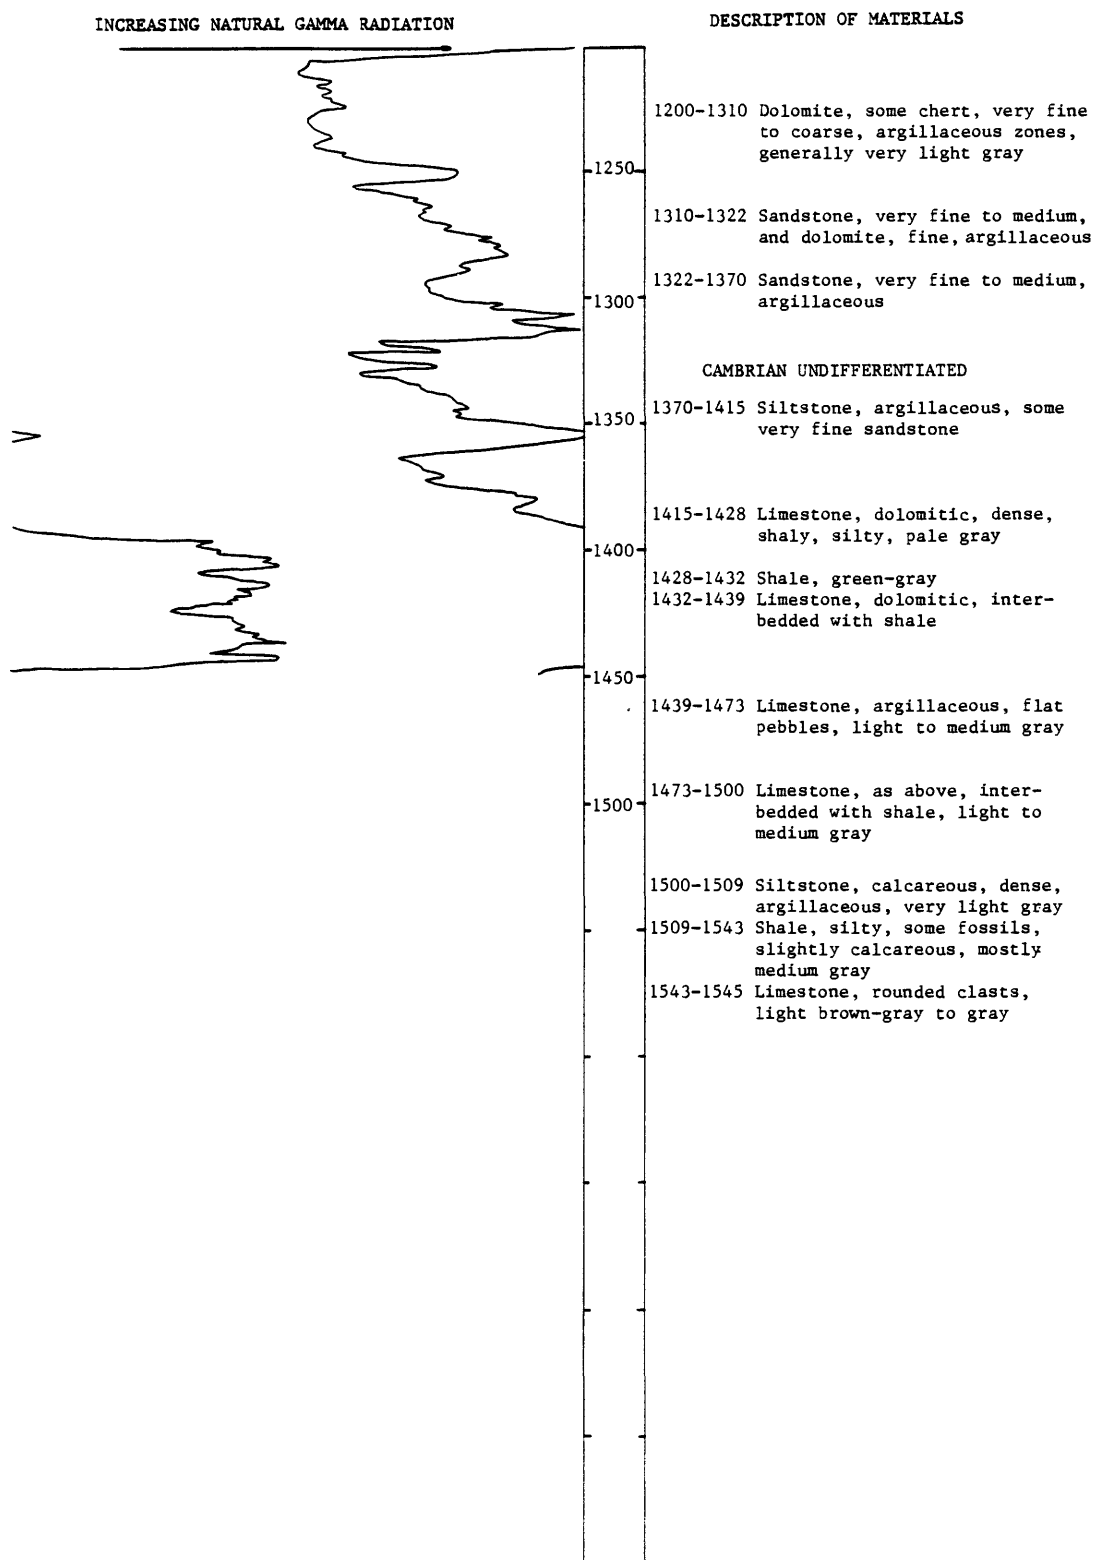 INCREASING NATURAL GAMMA RADIATION
DESCRIPTION OF MATERIALS
1200-1310 Dolomite, some chert, very fine
to coarse, argillaceous zones,
generally very light gray
1250
1310-1322 Sandstone, very fine to medium,
and dolomite, fine, argillaceous
1322-1370 Sandstone, very fine to medium,
argillaceous
1300
CAMBRIAN UNDIFFERENTIATED
1370-1415 Siltstone, argillaceous, some
very fine sandstone
1350
1415-1428 Limestone, dolomitic, dense,
shaly, silty, pale gray
1400
1428-1432 Shale, green-gray
1432-1439 Limestone, dolomitic, inter-
bedded with shale
1450
1439-1473 Limestone, argillaceous, flat
pebbles, light to medium gray
1473-1500 Limestone, as above, inter-
bedded with shale, light to
medium gray
1500
1500-1509 Siltstone, calcareous, dense,
argillaceous, very light gray
1509-1543 Shale, silty, some fossils,
slightly calcareous, mostly
medium gray
1543-1545 Limestone, rounded clasts,
light brown-gray to gray